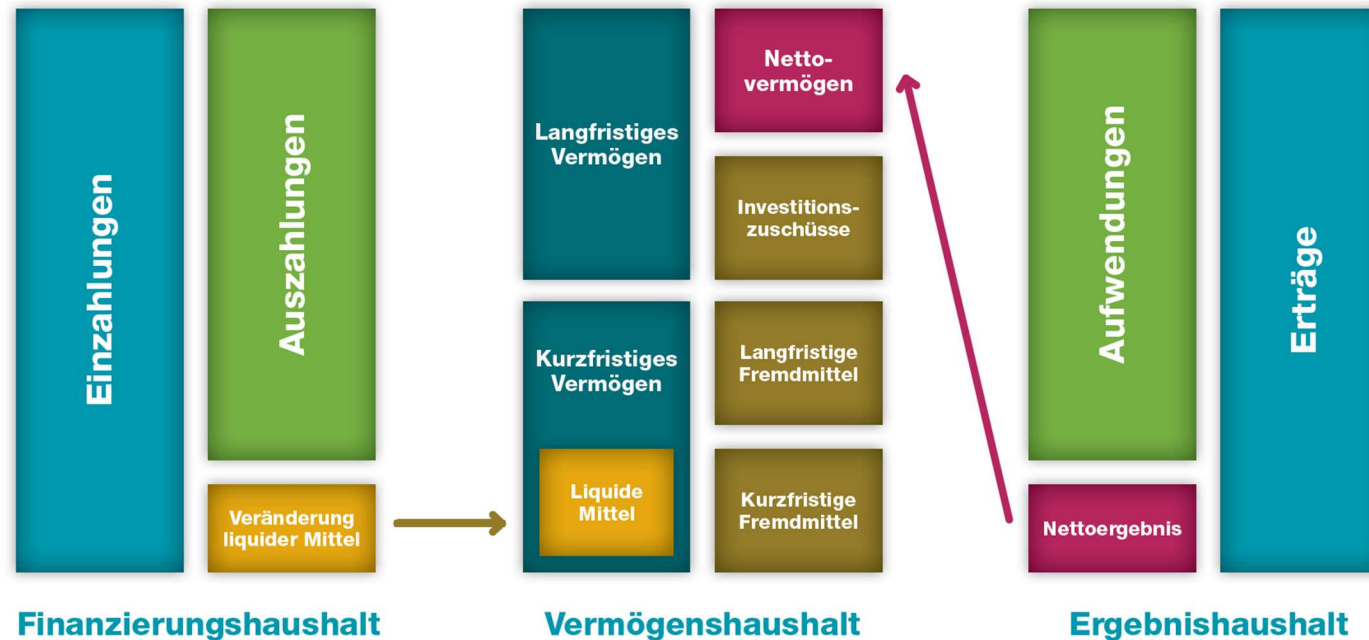 Einzahlungen
Auszahlungen
Veränderung
liquider Mittel
Finanzierungshaushalt
Langfristiges
Vermögen
Kurzfristiges
Vermögen
Liquide
Mittel
Netto-
vermögen
Investitions-
zuschüsse
Langfristige
Fremdmittel
Kurzfristige
Fremdmittel
Vermögenshaushalt
Aufwendungen
Nettoergebnis
Erträge
Ergebnishaushalt